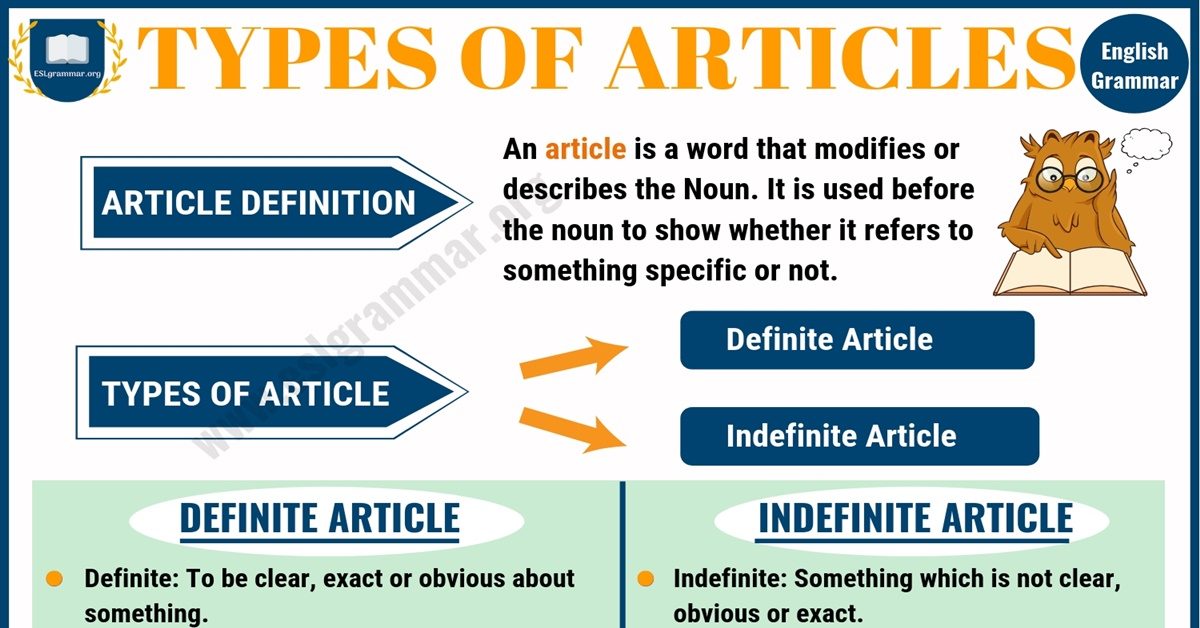 ESLgrammar.org
TYPES OF ARTICLES
English
Grammar
ARTICLE DEFINITION
An article is a word that modifies or
describes the Noun. It is used before
the noun to show whether it refers to
something specific or not.
www.eslgrammar.org
TYPES OF ARTICLE
Definite Article
Indefinite Article
DEFINITE ARTICLE
Definite: To be clear, exact or obvious about
something.
INDEFINITE ARTICLE
Indefinite: Something which is not clear,
obvious or exact.